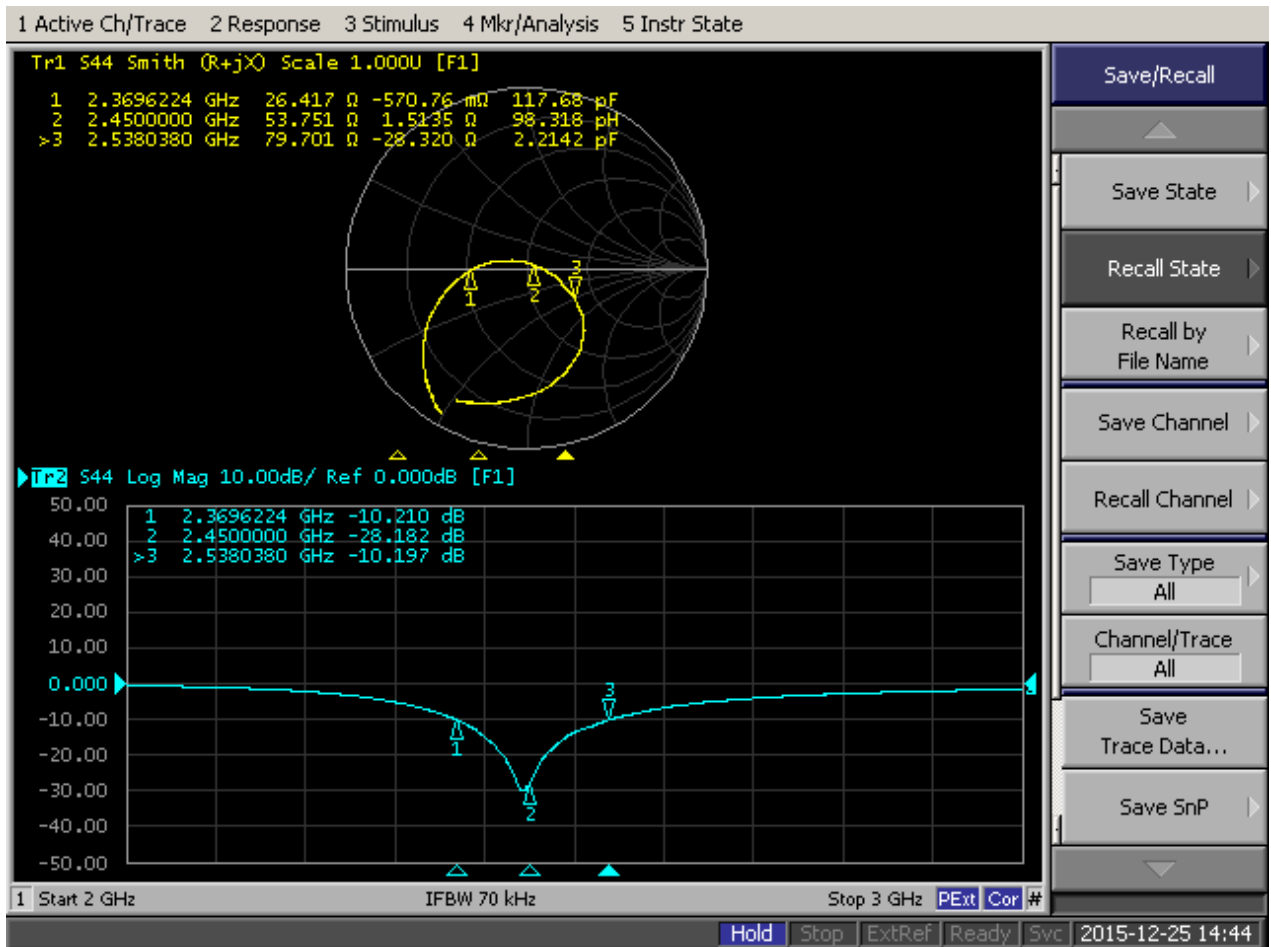 1 Active Ch/Trace 2 Response 3 Stimulus 4 Mkr/Analysis 5 Instr State
Tr1 S44 Smith (R+jX) Scale 1.000U [F1]
1 2.3696224 GHz 26.417 Ω -570.76 mΩ 117.68 pF
2 2.4500000 GHz 53.751 Ω 1.5135 Ω 98.318 pH
>3 2.5380380 GHz 79.701 Ω -28.320 Ω 2.2142 pF
1
2
3
Tr2 S44 Log Mag 10.00dB/ Ref 0.000dB [F1]
50.00
40.00
30.00
20.00
10.00
0.000
-10.00
-20.00
-30.00
-40.00
-50.00
1 2.3696224 GHz -10.210 dB
2 2.4500000 GHz -28.182 dB
>3 2.5380380 GHz -10.197 dB
1
2
3
1 Start 2 GHz IFBW 70 kHz Stop 3 GHz PExt Cor #
Save/Recall
Save State
Recall State
Recall by
File Name
Save Channel
Recall Channel
Save Type
All
Channel/Trace
All
Save
Trace Data...
Save SnP
Hold Stop ExtRef Ready Svc 2015-12-25 14:44